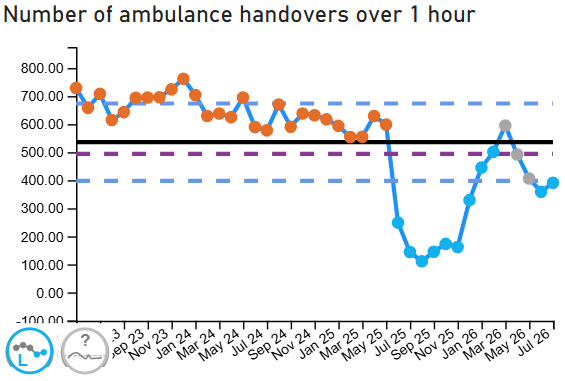 Number of ambulance handovers over 1 hour
800.00
700.00
600.00
500.00
400.00
300.00
200.00
100.00
0.00
-100.00
Sep 23
Nov 23
Jan 24
Mar 24
May 24
Jul 24
Sep 24
Nov 24
Jan 25
Mar 25
May 25
Jul 25
Sep 25
Nov 25
Jan 26
Mar 26
May 26
Jul 26
L
?